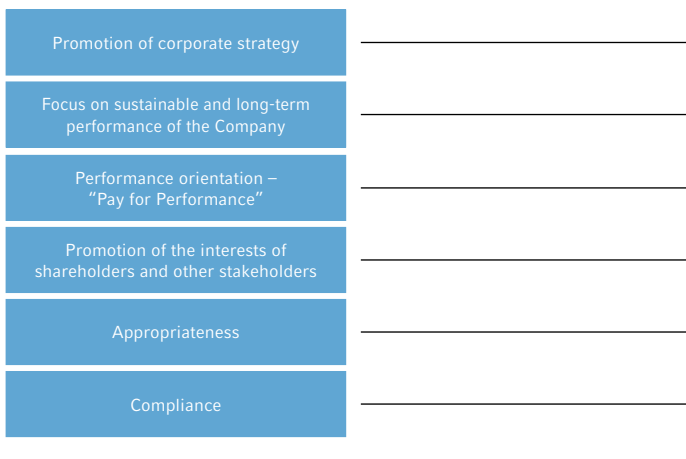 Promotion of corporate strategy
Focus on sustainable and long-term
performance of the Company
Performance orientation –
“Pay for Performance”
Promotion of the interests of
shareholders and other stakeholders
Appropriateness
Compliance